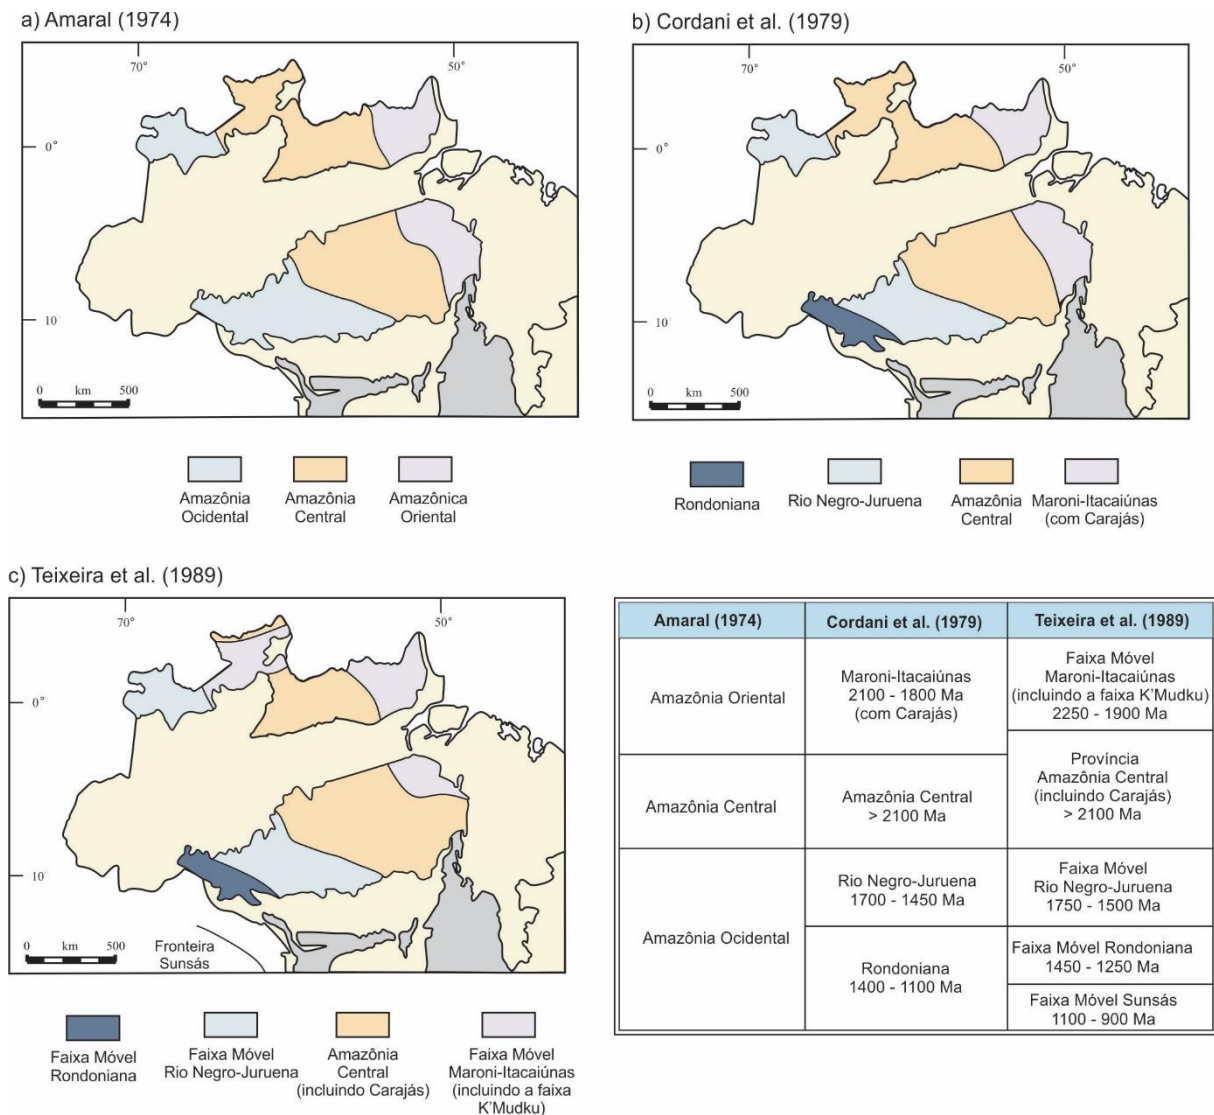 a) Amaral (1974)
70°
50°
0°
10
0 km 500
Amazônia
Ocidental
Amazônia
Central
Amazônica
Oriental
b) Cordani et al. (1979)
70°
50°
0°
10
0 km 500
Rondoniana
Rio Negro-Juruena
Amazônia
Central
Maroni-Itacaiúnas
(com Carajás)
c) Teixeira et al. (1989)
70°
50°
0°
10
0 km 500
Fronteira
Sunsás
Faixa Móvel
Rondoniana
Faixa Móvel
Rio Negro-Juruena
Amazônia
Central
(incluindo Carajás)
Faixa Móvel
Maroni-Itacaiúnas
(incluindo a faixa
K'Mudku)
Amaral (1974)
Cordani et al. (1979)
Teixeira et al. (1989)
Amazônia Oriental
Maroni-Itacaiúnas
2100 - 1800 Ma
(com Carajás)
Faixa Móvel
Maroni-Itacaiúnas
(incluindo a faixa K'Mudku)
2250 - 1900 Ma
Amazônia Central
Amazônia Central
> 2100 Ma
Província
Amazônia Central
(incluindo Carajás)
> 2100 Ma
Amazônia Ocidental
Rio Negro-Juruena
1700 - 1450 Ma
Faixa Móvel
Rio Negro-Juruena
1750 - 1500 Ma
Rondoniana
1400 - 1100 Ma
Faixa Móvel Rondoniana
1450 - 1250 Ma
Faixa Móvel Sunsás
1100 - 900 Ma